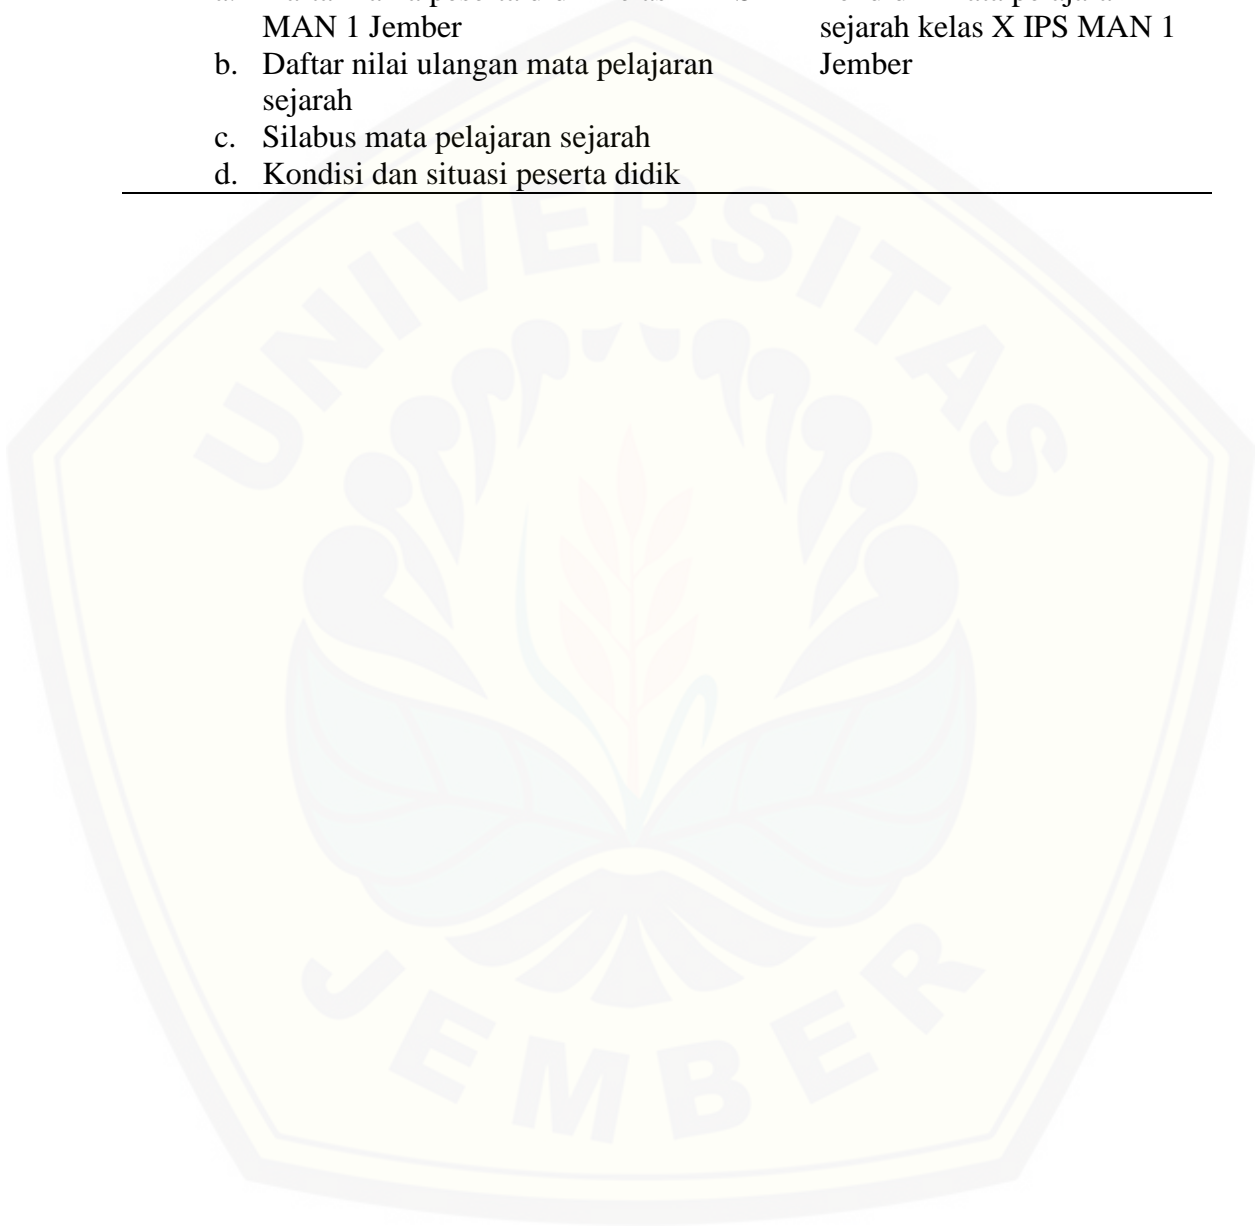 MAN 1 Jember
b. Daftar nilai ulangan mata pelajaran
sejarah
c. Silabus mata pelajaran sejarah
d. Kondisi dan situasi peserta didik
sejarah kelas X IPS MAN 1
Jember
UNIVERSITAS
JEMBER